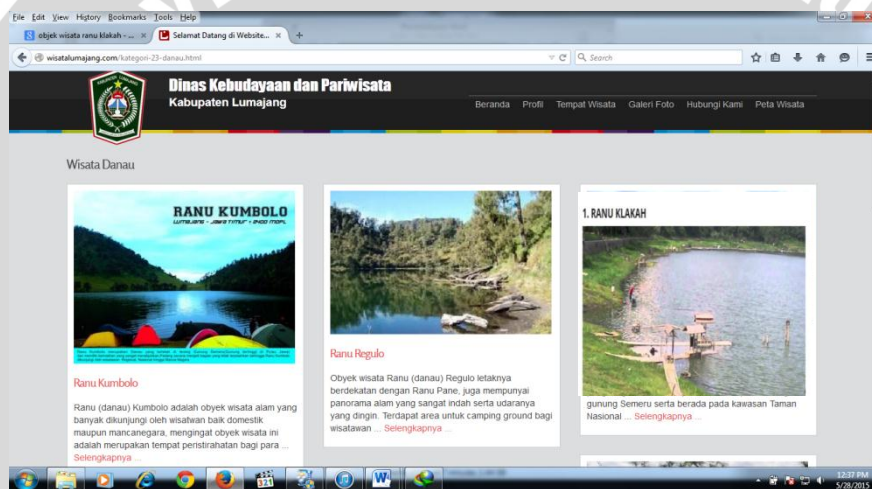 File Edit View History Bookmarks Tools Help
objek wisata ranu klakah - ...
Selamat Datang di Website...
wisatalumajang.com/kategori-23-danau.html
Search
Dinas Kebudayaan dan Pariwisata
Kabupaten Lumajang
Beranda Profil Tempat Wisata Galeri Foto Hubungi Kami Peta Wisata
Wisata Danau
RANU KUMBOLO
LUMAJANG - JAWA TIMUR - 2400 MDPL
Ranu Kumbolo
Ranu (danau) Kumbolo adalah obyek wisata alam yang
banyak dikunjungi oleh wisatwan baik domestik
maupun mancanegara, mengingat obyek wisata ini
adalah merupakan tempat peristirahatan bagi para ...
Selengkapnya ...
Ranu Regulo
Obyek wisata Ranu (danau) Regulo letaknya
berdekatan dengan Ranu Pane, juga mempunyai
panorama alam yang sangat indah serta udaranya
yang dingin. Terdapat area untuk camping ground bagi
wisatawan ... Selengkapnya ...
1. RANU KLAKAH
gunung Semeru serta berada pada kawasan Taman
Nasional ... Selengkapnya ...
12:37 PM
5/28/2015